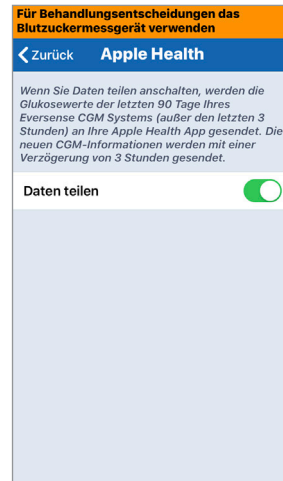 Für Behandlungsentscheidungen das
Blutzuckermessgerät verwenden
Zurück Apple Health
Wenn Sie Daten teilen anschalten, werden die
Glukosewerte der letzten 90 Tage Ihres
Eversense CGM Systems (außer den letzten 3
Stunden) an Ihre Apple Health App gesendet. Die
neuen CGM-Informationen werden mit einer
Verzögerung von 3 Stunden gesendet.
Daten teilen